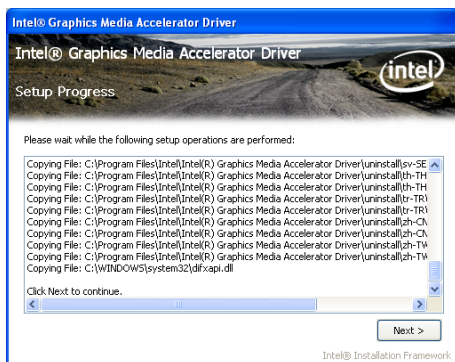 Intel® Graphics Media Accelerator Driver
Intel® Graphics Media Accelerator Driver
intel
Setup Progress
Please wait while the following setup operations are performed:
Copying File: C:\Program Files\Intel\Intel(R) Graphics Media Accelerator Driver\uninstall\sv-SE
Copying File: C:\Program Files\Intel\Intel(R) Graphics Media Accelerator Driver\uninstall\th-TH
Copying File: C:\Program Files\Intel\Intel(R) Graphics Media Accelerator Driver\uninstall\th-TH
Copying File: C:\Program Files\Intel\Intel(R) Graphics Media Accelerator Driver\uninstall\tr-TR\
Copying File: C:\Program Files\Intel\Intel(R) Graphics Media Accelerator Driver\uninstall\tr-TR\
Copying File: C:\Program Files\Intel\Intel(R) Graphics Media Accelerator Driver\uninstall\zh-CN
Copying File: C:\Program Files\Intel\Intel(R) Graphics Media Accelerator Driver\uninstall\zh-CN
Copying File: C:\Program Files\Intel\Intel(R) Graphics Media Accelerator Driver\uninstall\zh-TW
Copying File: C:\Program Files\Intel\Intel(R) Graphics Media Accelerator Driver\uninstall\zh-TW
Copying File: C:\WINDOWS\system32\difxapi.dll
Click Next to continue.
Next >
Intel® Installation Framework